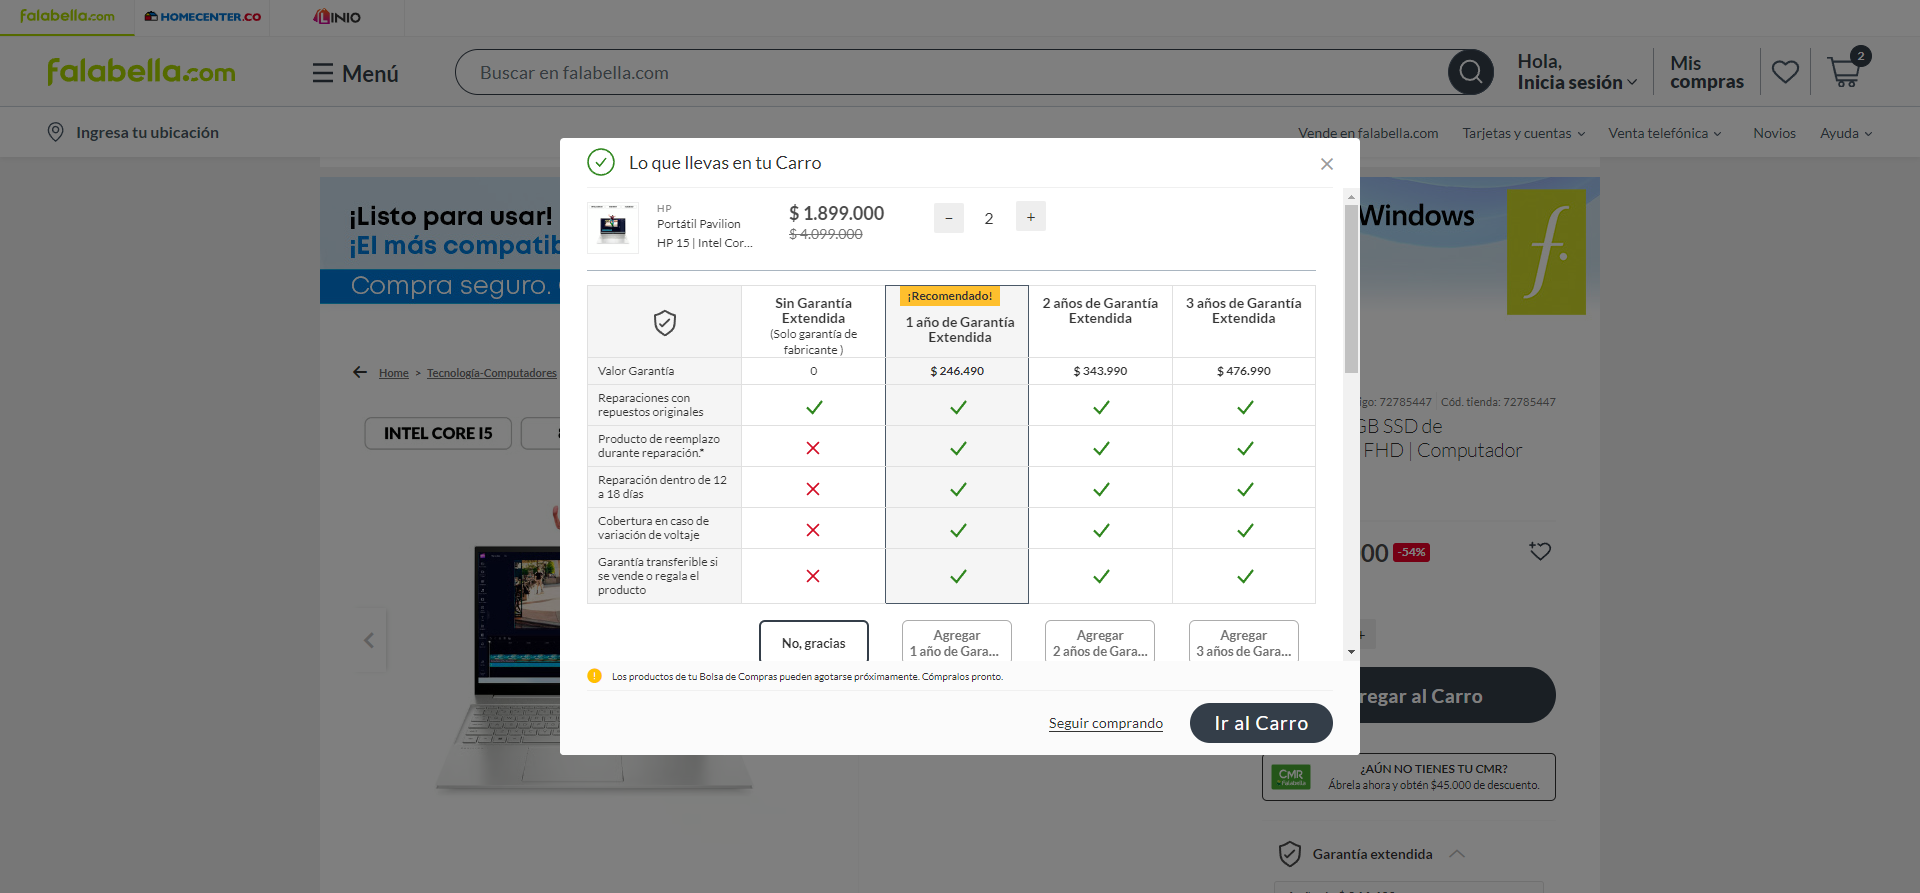 falabella.com
HOMECENTER.CO
LINIO
falabella.com
Menú
Buscar en falabella.com
Hola,
Inicia sesión
Mis
compras
2
Ingresa tu ubicación
Vende en falabella.com
Tarjetas y cuentas
Venta telefónica
Novios
Ayuda
¡Listo para usar!
¡El más compatib
Compra seguro.
Windows
f.
Home > Tecnología-Computadores
INTEL CORE I5
Lo que llevas en tu Carro
HP
Portátil Pavilion
HP 15 | Intel Cor...
$ 1.899.000
$ 4.099.000
− 2 +
Sin Garantía
Extendida
(Solo garantía de
fabricante )
¡Recomendado!
1 año de Garantía
Extendida
2 años de Garantía
Extendida
3 años de Garantía
Extendida
Valor Garantía 0 $ 246.490 $ 343.990 $ 476.990
Reparaciones con
repuestos originales
Producto de reemplazo
durante reparación.*
Reparación dentro de 12
a 18 días
Cobertura en caso de
variación de voltaje
Garantía transferible si
se vende o regala el
producto
No, gracias
Agregar
1 año de Gara...
Agregar
2 años de Gara...
Agregar
3 años de Gara...
Los productos de tu Bolsa de Compras pueden agotarse próximamente. Cómpralos pronto.
Seguir comprando
Ir al Carro
igo: 72785447 Cód. tienda: 72785447
GB SSD de
FHD | Computador
00 -54%
+
regar al Carro
CMR
Falabella
¿AÚN NO TIENES TU CMR?
Ábrela ahora y obtén $45.000 de descuento.
Garantía extendida